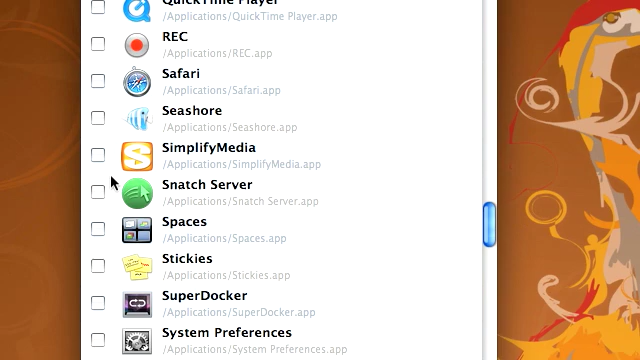 QuickTime Player
/Applications/QuickTime Player.app
REC
/Applications/REC.app
Safari
/Applications/Safari.app
Seashore
/Applications/Seashore.app
SimplifyMedia
/Applications/SimplifyMedia.app
Snatch Server
/Applications/Snatch Server.app
Spaces
/Applications/Spaces.app
Stickies
/Applications/Stickies.app
SuperDocker
/Applications/SuperDocker.app
System Preferences
/Applications/System Preferences.app